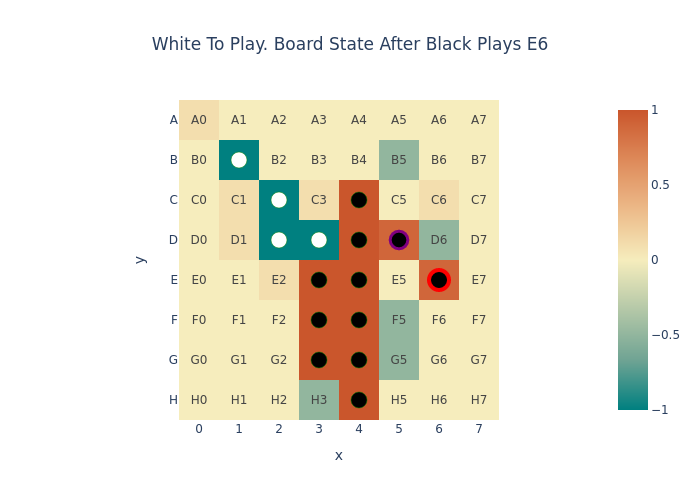 White To Play. Board State After Black Plays E6
A A0 A1 A2 A3 A4 A5 A6 A7
B B0 B2 B3 B4 B5 B6 B7
C C0 C1 C3 C5 C6 C7
D D0 D1 D6 D7
E E0 E1 E2 E5 E7
F F0 F1 F2 F5 F6 F7
G G0 G1 G2 G5 G6 G7
H H0 H1 H2 H3 H5 H6 H7
0 1 2 3 4 5 6 7
x
y
1
0.5
0
−0.5
−1